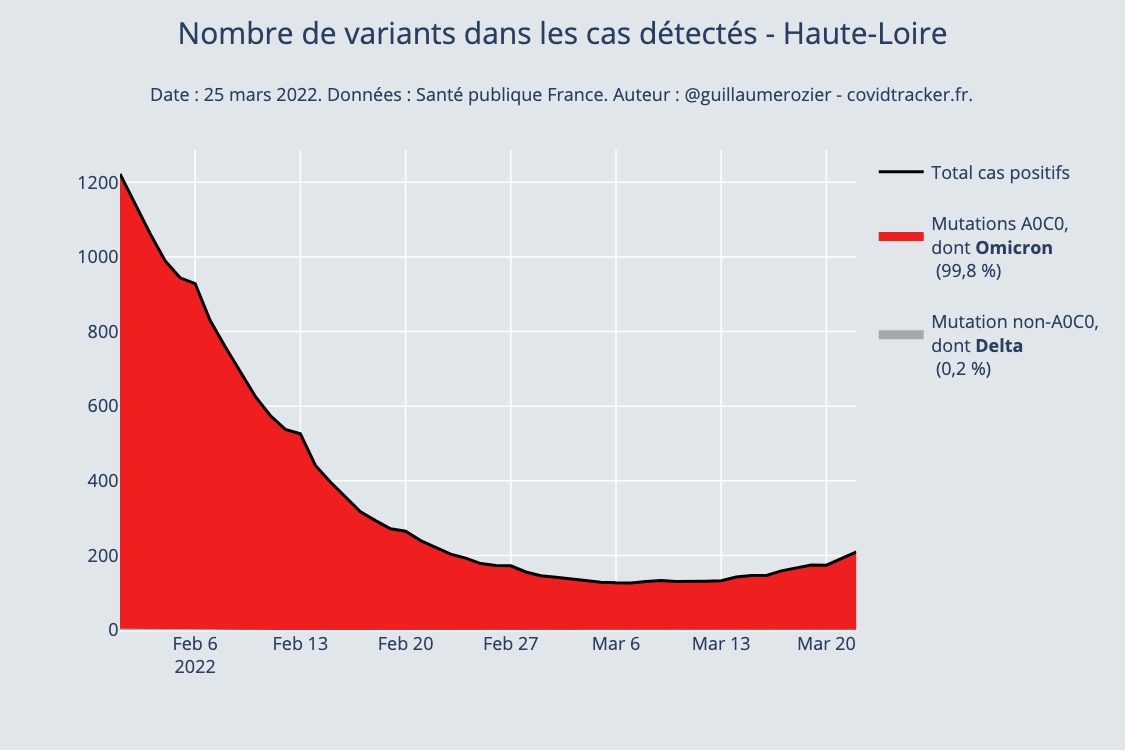 Nombre de variants dans les cas détectés - Haute-Loire
Date : 25 mars 2022. Données : Santé publique France. Auteur : @guillaumerozier - covidtracker.fr.
1200
1000
800
600
400
200
0
Feb 6
2022
Feb 13
Feb 20
Feb 27
Mar 6
Mar 13
Mar 20
Total cas positifs
Mutations A0C0,
dont Omicron
(99,8 %)
Mutation non-A0C0,
dont Delta
(0,2 %)